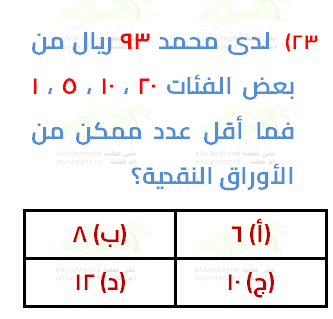 ٢٣) لدى محمد ٩٣ ريال من
بعض الفئات ٢٠ ، ١٠ ، ٥ ، ١
فما أقل عدد ممكن من
الأوراق النقدية؟
(أ) ٦
(ب) ٨
(ج) ١٠
(د) ١٢